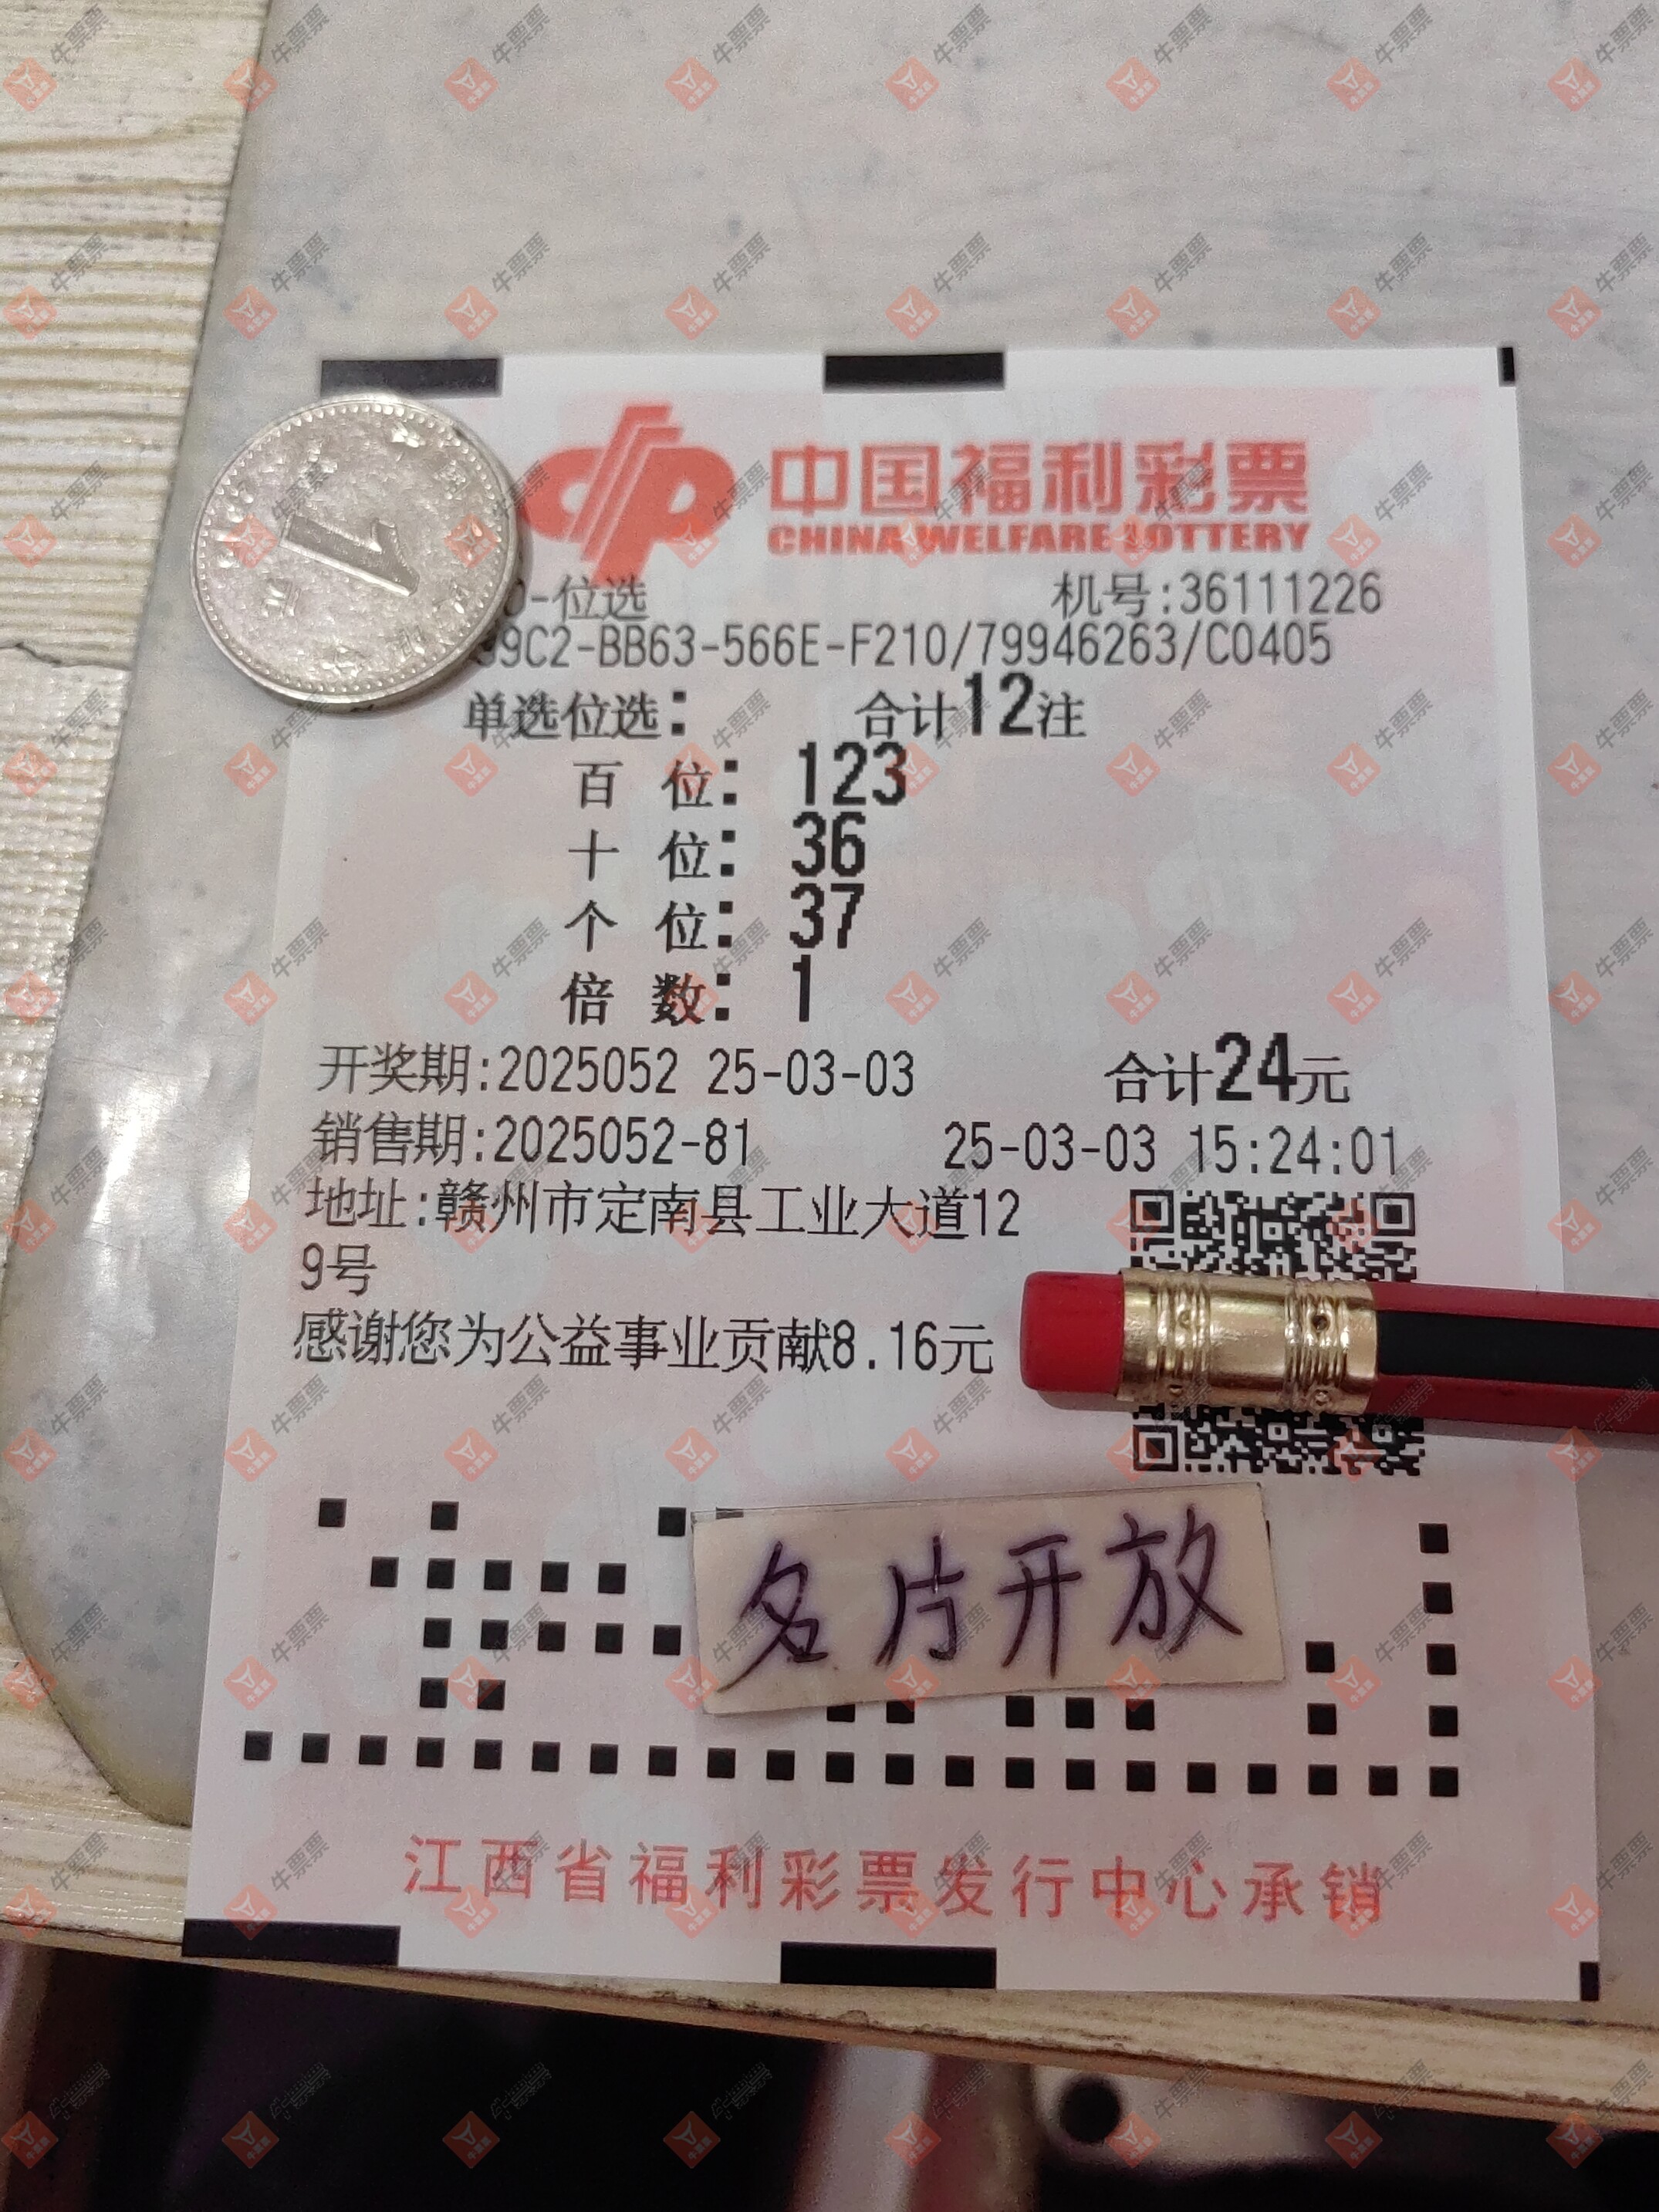 中国福利彩票
CHINA WELFARE LOTTERY
-位选 机号:36111226
99C2-BB63-566E-F210/79946263/C0405
单选位选: 合计12注
百 位: 123
十 位: 36
个 位: 37
倍 数: 1
开奖期:2025052 25-03-03 合计24元
销售期:2025052-81 25-03-03 15:24:01
地址:赣州市定南县工业大道12
9号
感谢您为公益事业贡献8.16元
名片开放
江西省福利彩票发行中心承销
牛票票